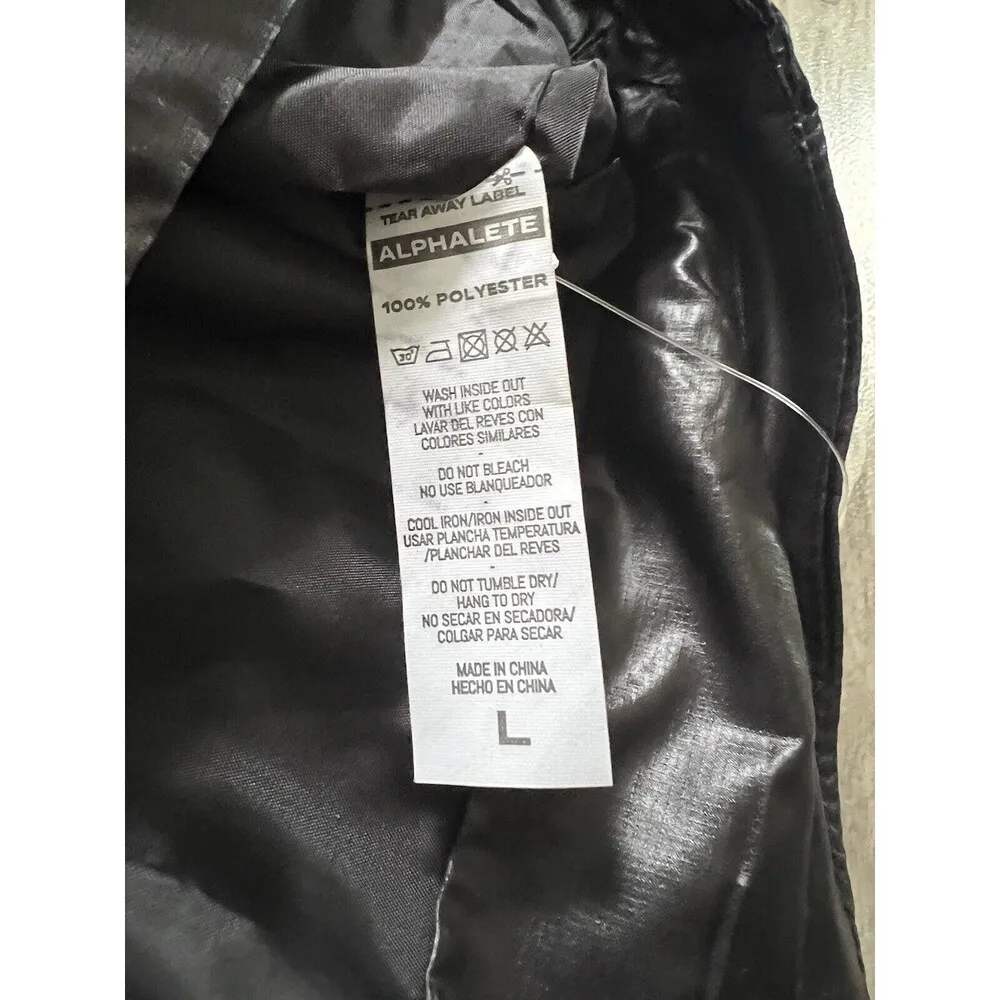 TEAR AWAY LABEL
ALPHALETE
100% POLYESTER
30°
WASH INSIDE OUT
WITH LIKE COLORS
LAVAR DEL REVES CON
COLORES SIMILARES
-
DO NOT BLEACH
NO USE BLANQUEADOR
-
COOL IRON/IRON INSIDE OUT
USAR PLANCHA TEMPERATURA
/PLANCHAR DEL REVES
-
DO NOT TUMBLE DRY/
HANG TO DRY
NO SECAR EN SECADORA/
COLGAR PARA SECAR
MADE IN CHINA
HECHO EN CHINA
L